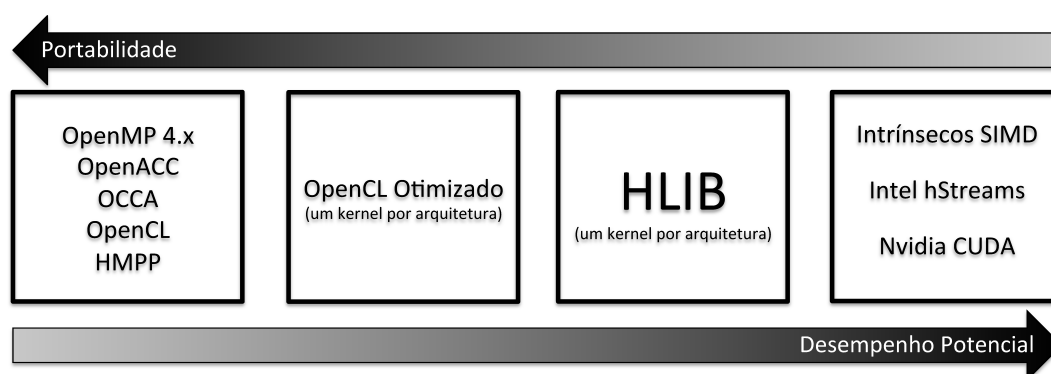 Portabilidade
OpenMP 4.x
OpenACC
OCCA
OpenCL
HMPP
OpenCL Otimizado
(um kernel por arquitetura)
HLIB
(um kernel por arquitetura)
Intrínsecos SIMD
Intel hStreams
Nvidia CUDA
Desempenho Potencial